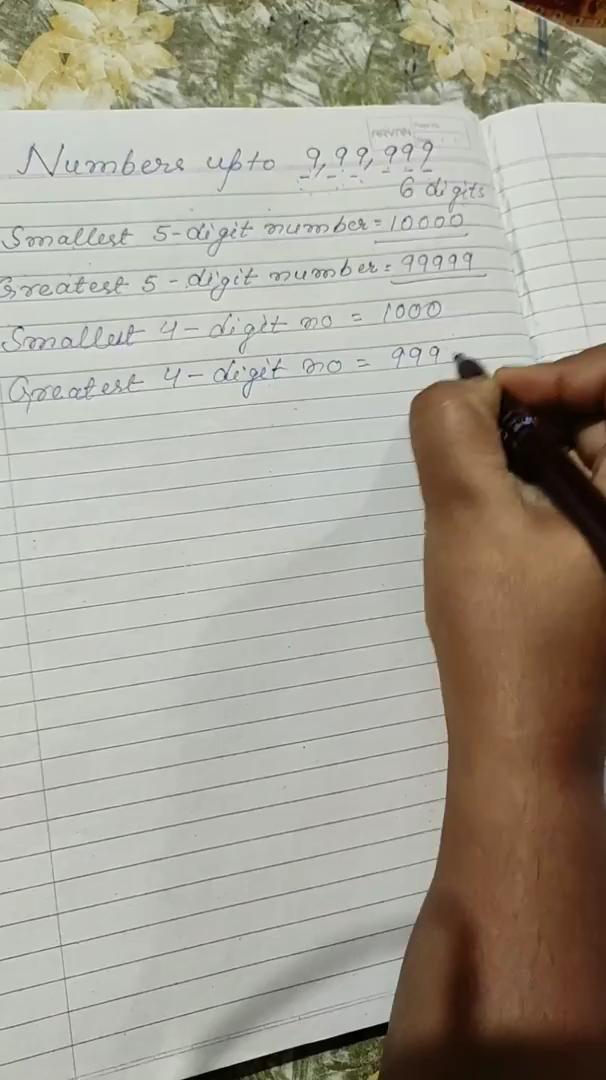 Numbers upto 9,99,999
6 digits
Smallest 5-digit number = 10000
Greatest 5-digit number = 99999
Smallest 4-digit no = 1000
Greatest 4-digit no = 999